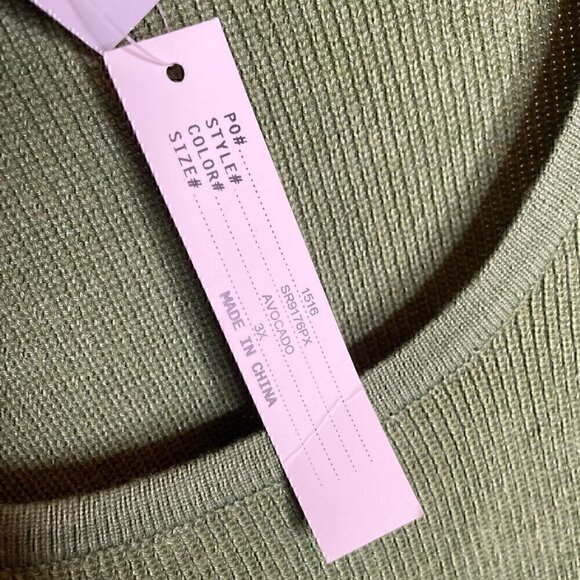 PO# 1516
STYLE# SR9176PX
COLOR# AVOCADO
SIZE# 3X
MADE IN CHINA